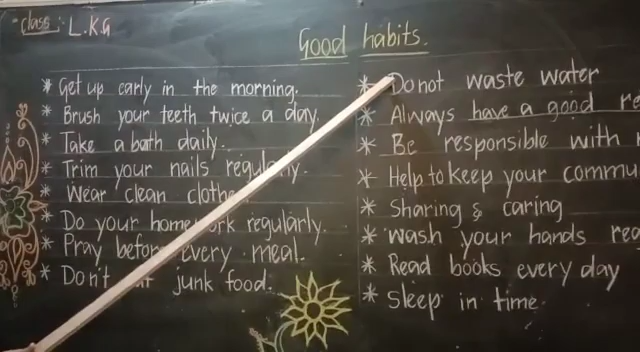 Class: L.K.G
Good habits.
* Get up early in the morning.
* Brush your teeth twice a day.
* Take a bath daily.
* Trim your nails regularly.
* Wear clean
* Do your homework regularly.
* Pray before every meal.
* Don't junk food.
* Do not waste water
* Always have a good
* Be responsible with
* Help to keep your
* Sharing & caring
* Wash your hands
* Read books every day
* Sleep in time.